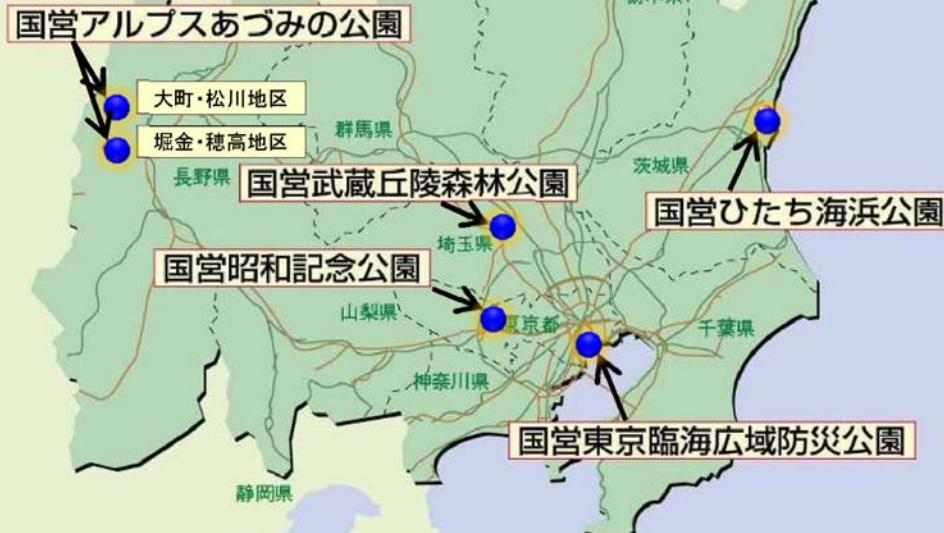 国営アルプスあづみの公園
大町・松川地区
堀金・穂高地区
群馬県
茨城県
長野県
国営武蔵丘陵森林公園
国営ひたち海浜公園
埼玉県
国営昭和記念公園
山梨県
東京都
千葉県
神奈川県
国営東京臨海広域防災公園
静岡県